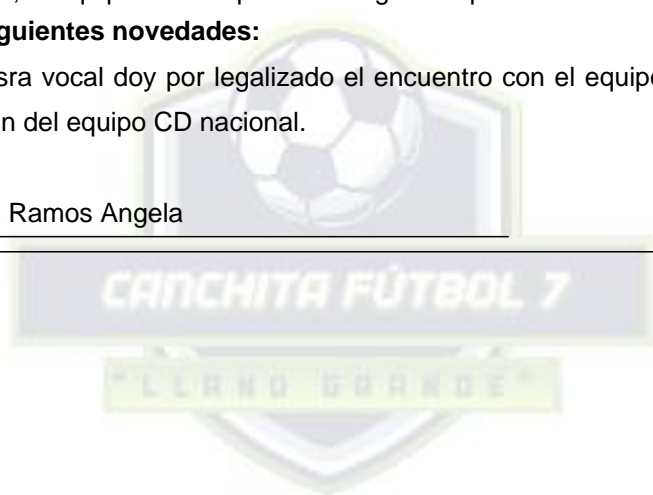 guientes novedades:
sra vocal doy por legalizado el encuentro con el equipo
n del equipo CD nacional.
Ramos Angela
CANCHITA FÚTBOL 7
"LLANO GRANDE"